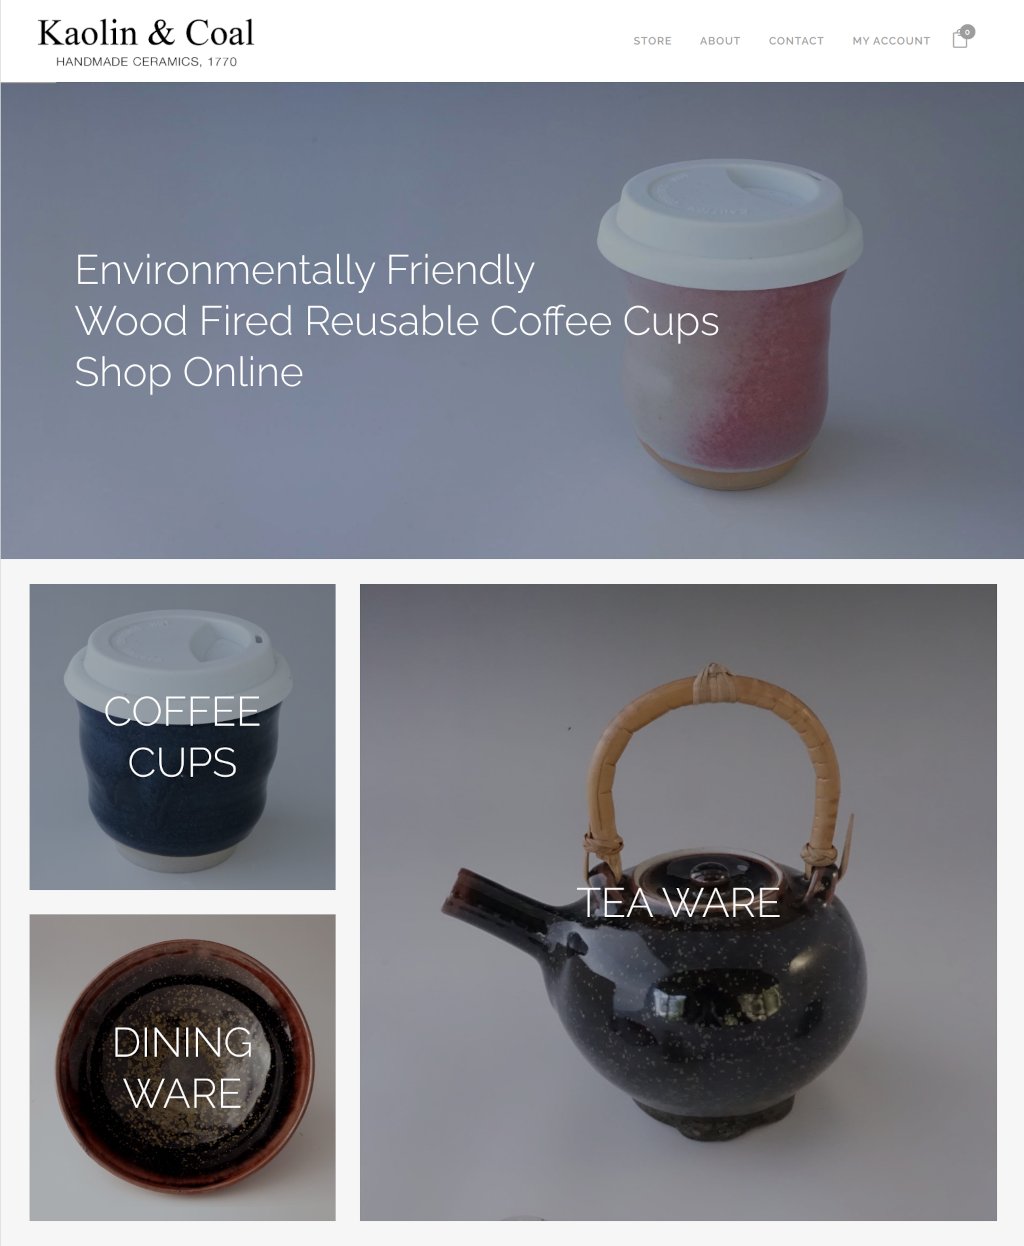 Kaolin & Coal
HANDMADE CERAMICS, 1770
STORE ABOUT CONTACT MY ACCOUNT 0
Environmentally Friendly
Wood Fired Reusable Coffee Cups
Shop Online
COFFEE
CUPS
TEA WARE
DINING
WARE